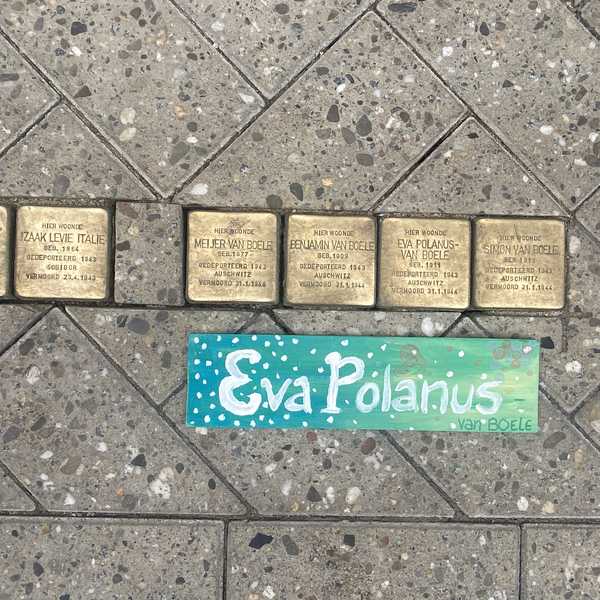 HIER WOONDE
IZAAK LEVIE ITALIE
GEB. 1864
GEDEPORTEERD 1943
SOBIBOR
VERMOORD 23.4.1943
HIER WOONDE
MEIJER VAN BOELE
GEB. 1877
GEDEPORTEERD 1943
AUSCHWITZ
VERMOORD
HIER WOONDE
BENJAMIN VAN BOELE
GEB. 1909
GEDEPORTEERD 1943
AUSCHWITZ
VERMOORD 31.1.1944
HIER WOONDE
EVA POLANUS-
VAN BOELE
GEB. 1911
GEDEPORTEERD 1943
AUSCHWITZ
VERMOORD 31.1.1944
HIER WOONDE
SIMON VAN BOELE
GEB.
GEDEPORTEERD 1943
AUSCHWITZ
VERMOORD 31.1.1944
Eva Polanus
van BOELE